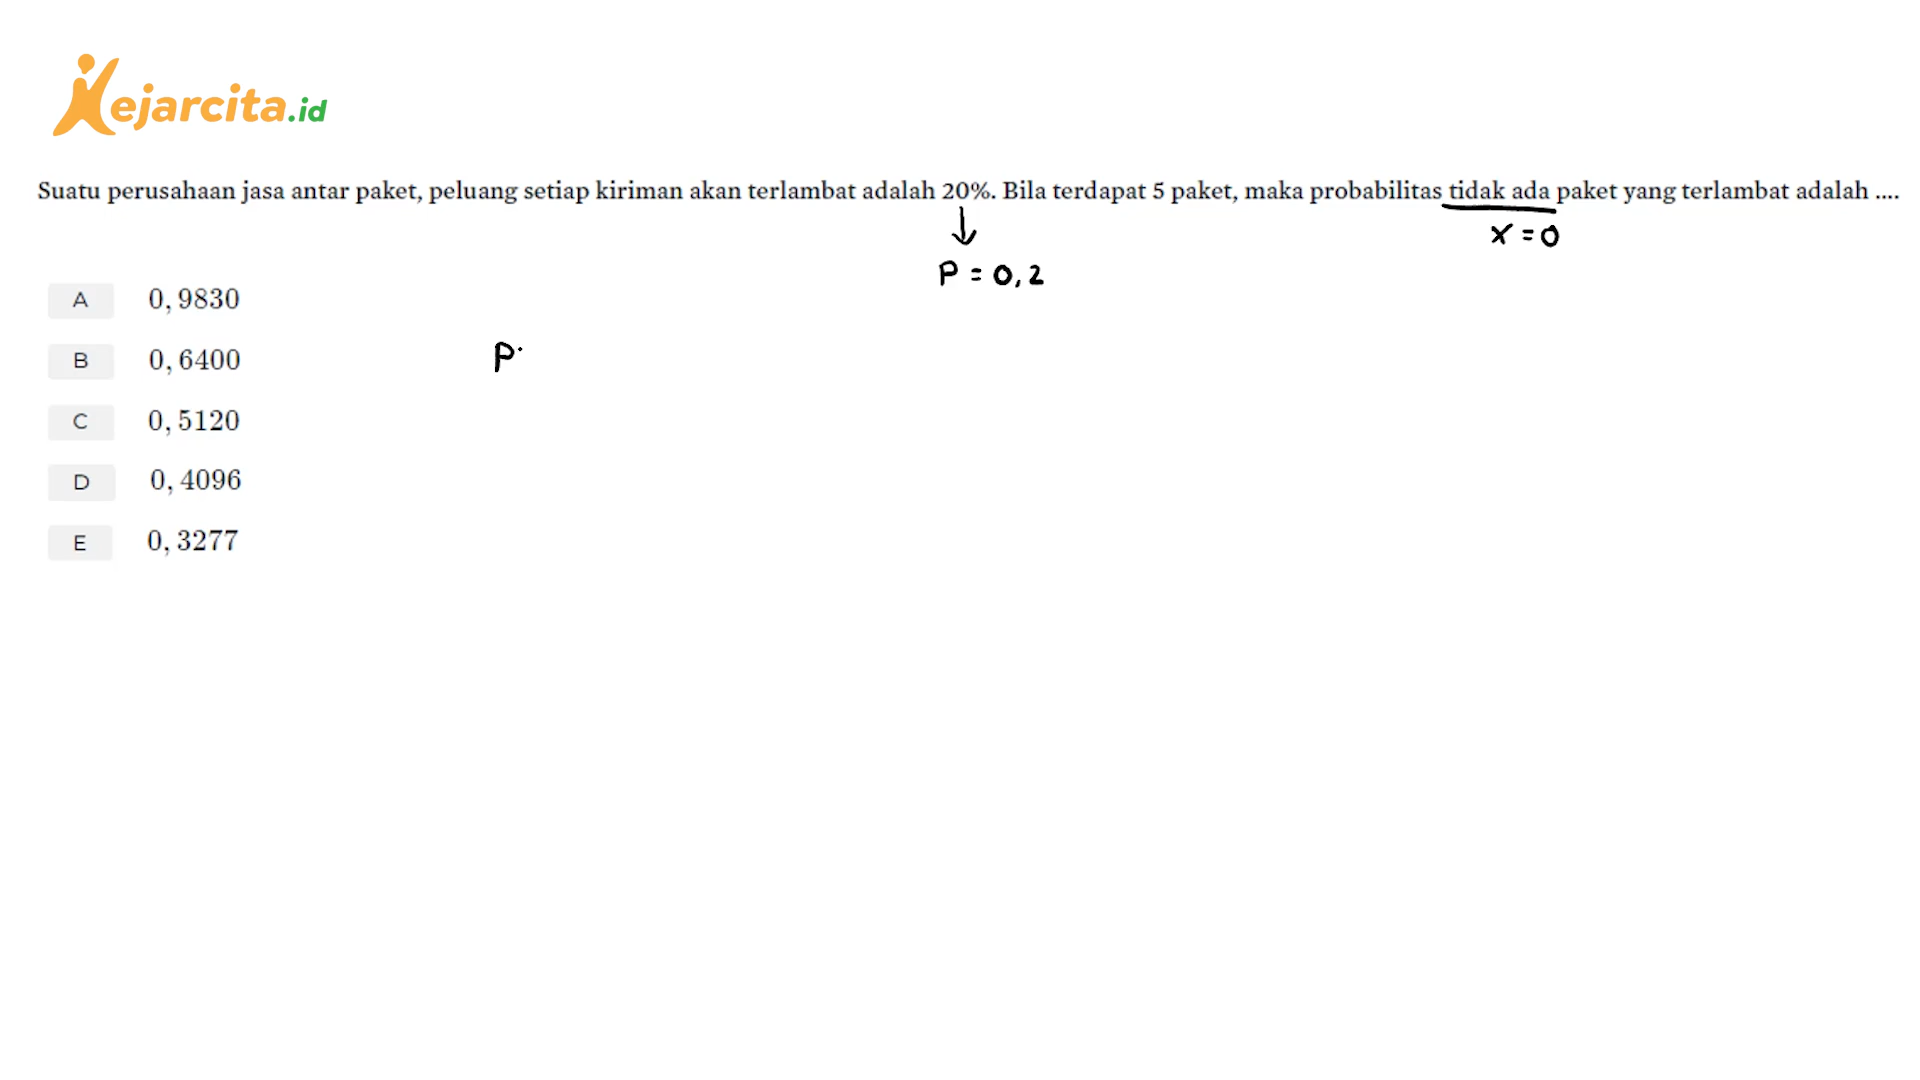 Kejarcita.id
Suatu perusahaan jasa antar paket, peluang setiap kiriman akan terlambat adalah 20%. Bila terdapat 5 paket, maka probabilitas tidak ada paket yang terlambat adalah ....
x = 0
P = 0,2
A 0,9830
P
B 0,6400
C 0,5120
D 0,4096
E 0,3277